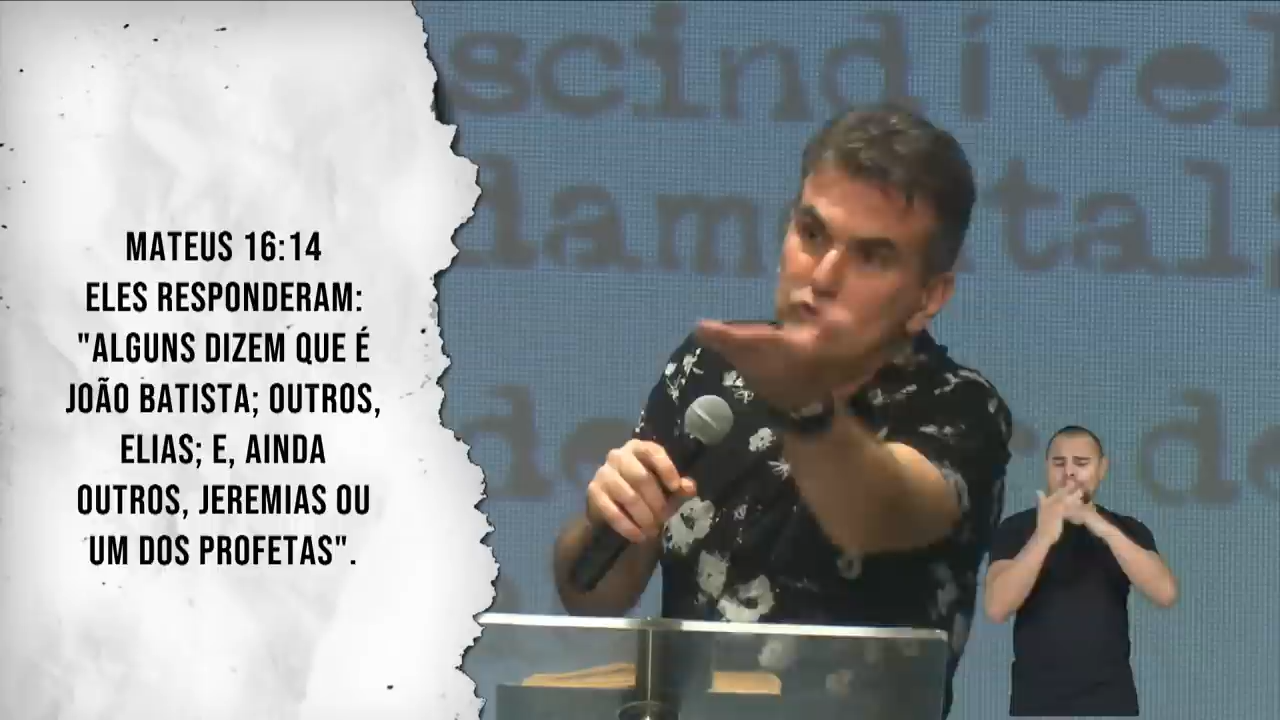 MATEUS 16:14
ELES RESPONDERAM:
"ALGUNS DIZEM QUE É
JOÃO BATISTA; OUTROS,
ELIAS; E, AINDA
OUTROS, JEREMIAS OU
UM DOS PROFETAS".
scindível